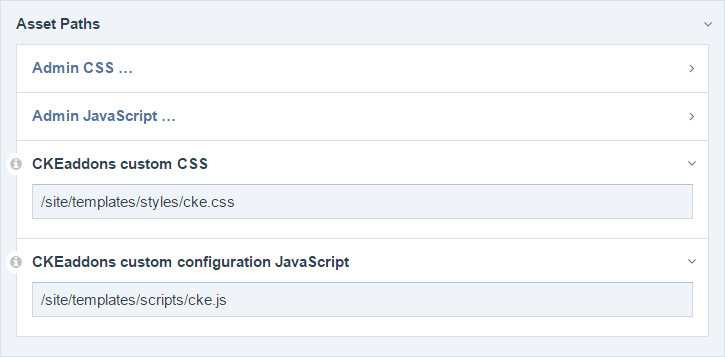 Asset Paths
Admin CSS ...
Admin JavaScript ...
CKEaddons custom CSS
/site/templates/styles/cke.css
CKEaddons custom configuration JavaScript
/site/templates/scripts/cke.js